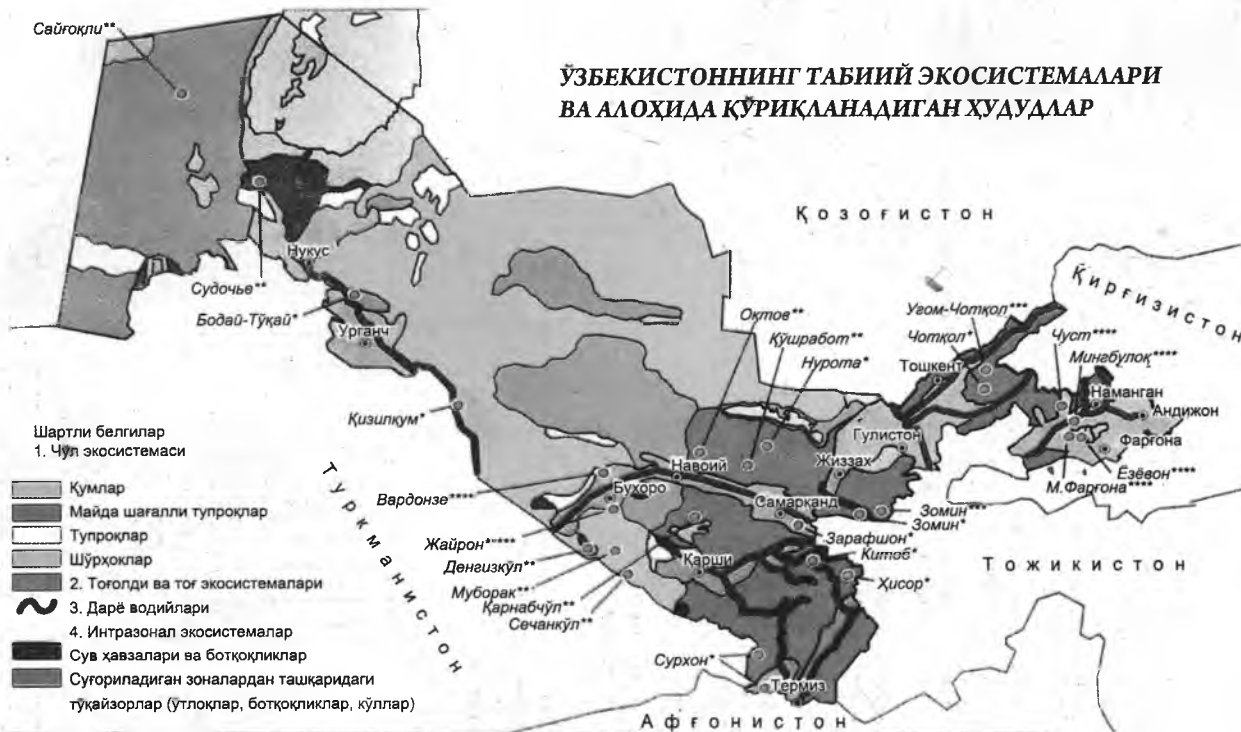 ЎЗБЕКИСТОННИНГ ТАБИИЙ ЭКОСИСТЕМАЛАРИ
ВА АЛОҲИДА ҚЎРИҚЛАНАДИГАН ҲУДУДЛАР
Сайғоқли**
Қозоғистон
Қирғизистон
Нукус
Судочье**
Бодай-Тўқай*
Урганч
Қизилкум*
Оқтов**
Қўшработ**
Нурота*
Угом-Чотқол***
Чотқол*
Тошкент
Чуст****
Мингбулоқ****
Наманган
Андижон
Фарғона
Ёзёвон****
М.Фарғона****
Гулистон
Жиззах
Навоий
Бухоро
Самарқанд
Вардонзе****
Зомин***
Зомин*
Зарафшон*
Китоб*
Ҳисор*
Жайрон*****
Денгизкўл**
Муборак**
Қарнабчўл**
Сечанкўл**
Қарши
Сурхон*
Термиз
Туркманистон
Тожикистон
Афғонистон
Шартли белгилар
1. Чўл экосистемаси
Қумлар
Майда шағалли тупроқлар
Тупроқлар
Шўрҳоклар
2. Тоғолди ва тоғ экосистемалари
3. Дарё водийлари
4. Интразонал экосистемалар
Сув ҳавзалари ва ботқоқликлар
Суғориладиган зоналардан ташқаридаги
тўқайзорлар (ўтлоқлар, ботқоқликлар, кўллар)